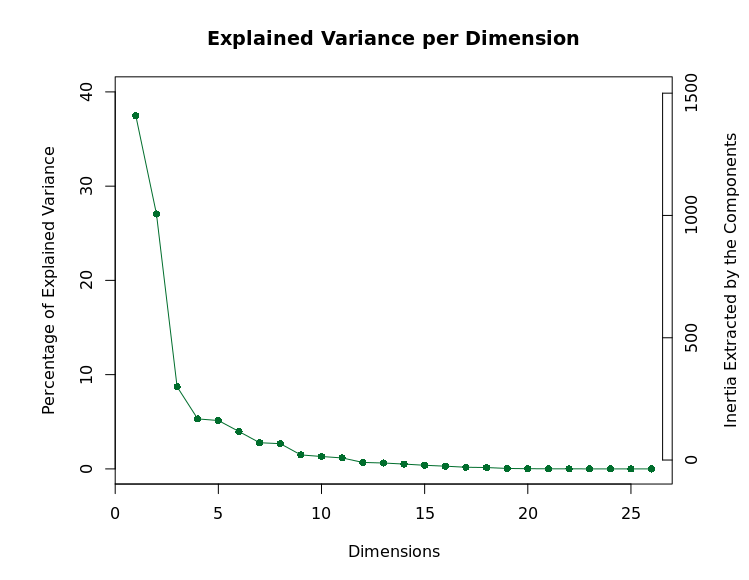 Explained Variance per Dimension
Percentage of Explained Variance
40
30
20
10
0
1500
1000
500
0
Inertia Extracted by the Components
0 5 10 15 20 25
Dimensions